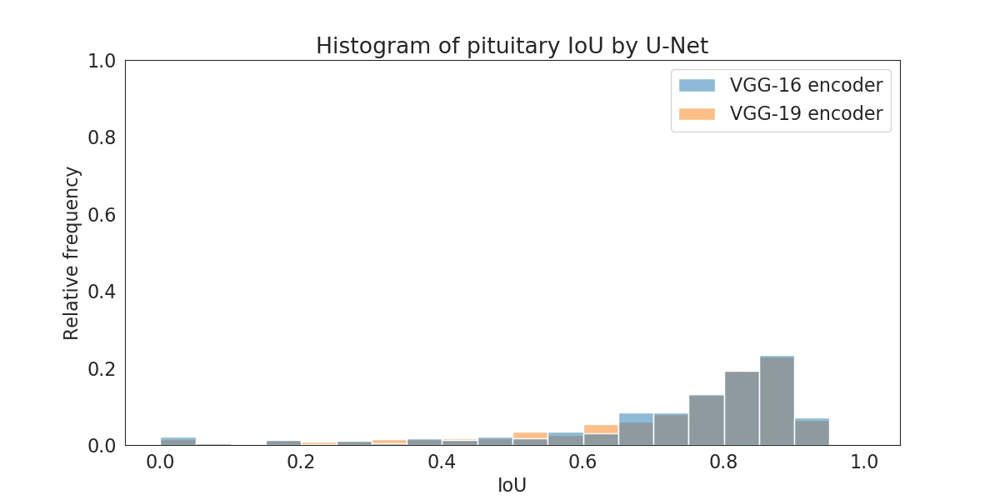 Histogram of pituitary IoU by U-Net
1.0
0.8
0.6
0.4
0.2
0.0
Relative frequency
VGG-16 encoder
VGG-19 encoder
0.0 0.2 0.4 0.6 0.8 1.0
IoU